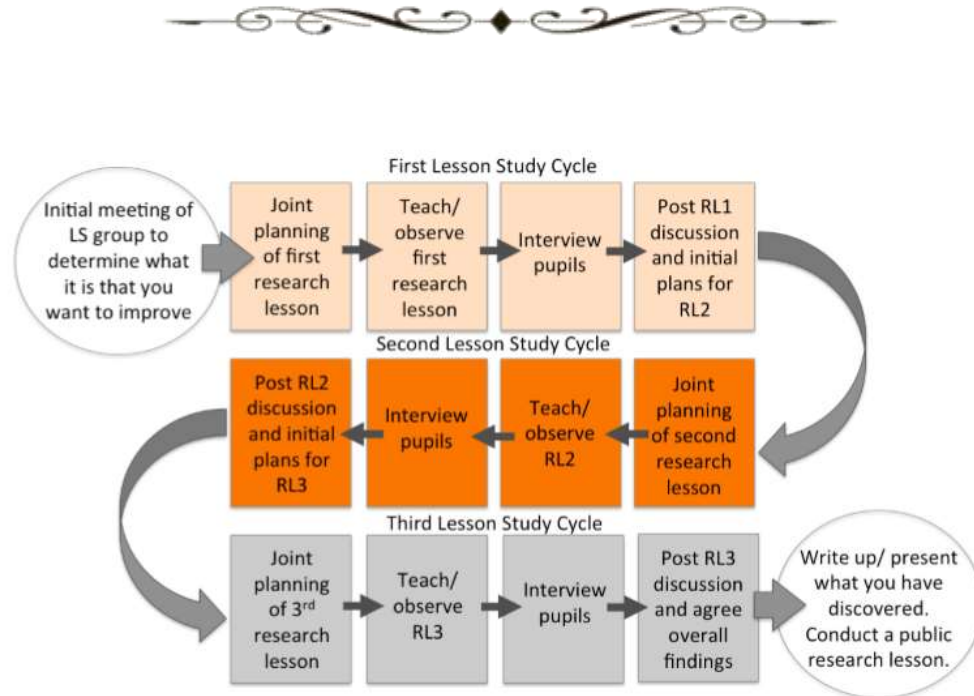 First Lesson Study Cycle
Initial meeting of
LS group to
determine what
it is that you
want to improve
Joint
planning
of first
research
lesson
Teach/
observe
first
research
lesson
Interview
pupils
Post RL1
discussion
and initial
plans for
RL2
Second Lesson Study Cycle
Joint
planning
of second
research
lesson
Teach/
observe
RL2
Interview
pupils
Post RL2
discussion
and initial
plans for
RL3
Third Lesson Study Cycle
Joint
planning
of 3rd
research
lesson
Teach/
observe
RL3
Interview
pupils
Post RL3
discussion
and agree
overall
findings
Write up/ present
what you have
discovered.
Conduct a public
research lesson.